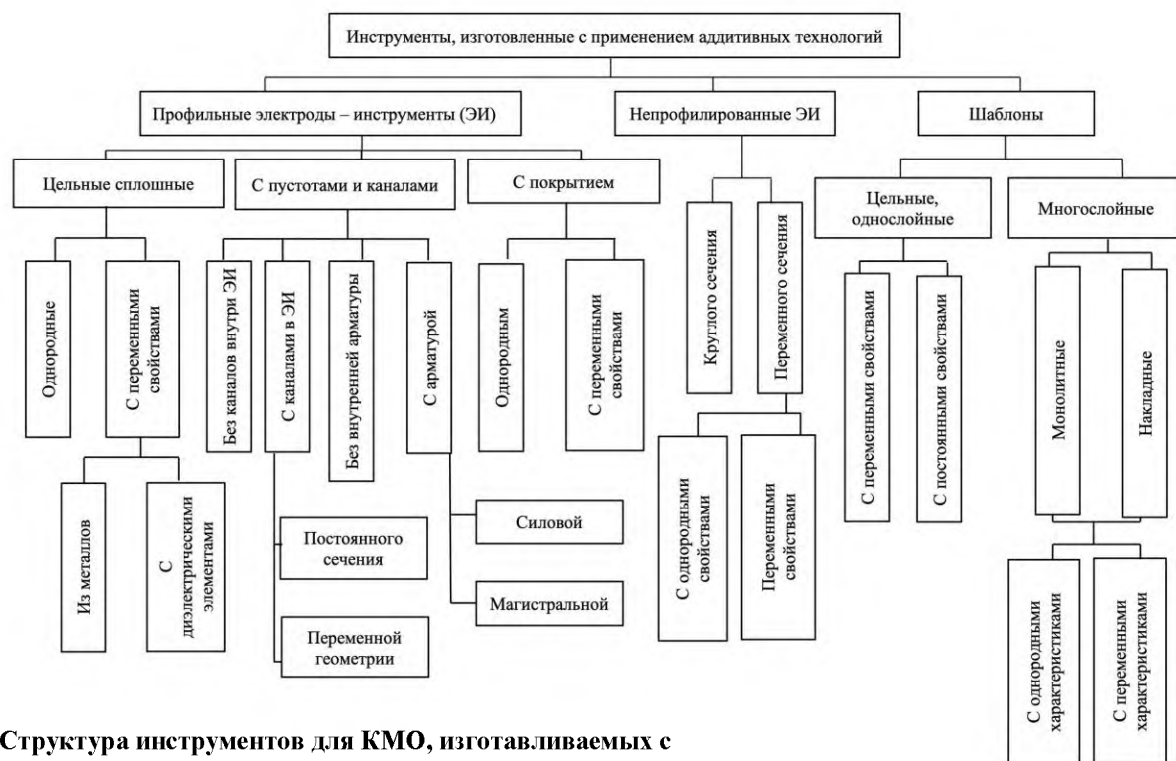 Инструменты, изготовленные с применением аддитивных технологий
Профильные электроды – инструменты (ЭИ)
Непрофилированные ЭИ
Шаблоны
Цельные сплошные
С пустотами и каналами
С покрытием
Цельные,
однослойные
Многослойные
Однородные
С переменными
свойствами
Без каналов внутри ЭИ
С каналами в ЭИ
Без внутренней арматуры
С арматурой
Однородным
С переменными
свойствами
Круглого сечения
Переменного сечения
С переменными свойствами
С постоянными свойствами
Монолитные
Накладные
Из металлов
С
диэлектрическими
элементами
Постоянного
сечения
Переменной
геометрии
Силовой
Магистральной
С однородными
свойствами
Переменными
свойствами
С однородными
характеристиками
С переменными
характеристиками
Структура инструментов для КМО, изготавливаемых с